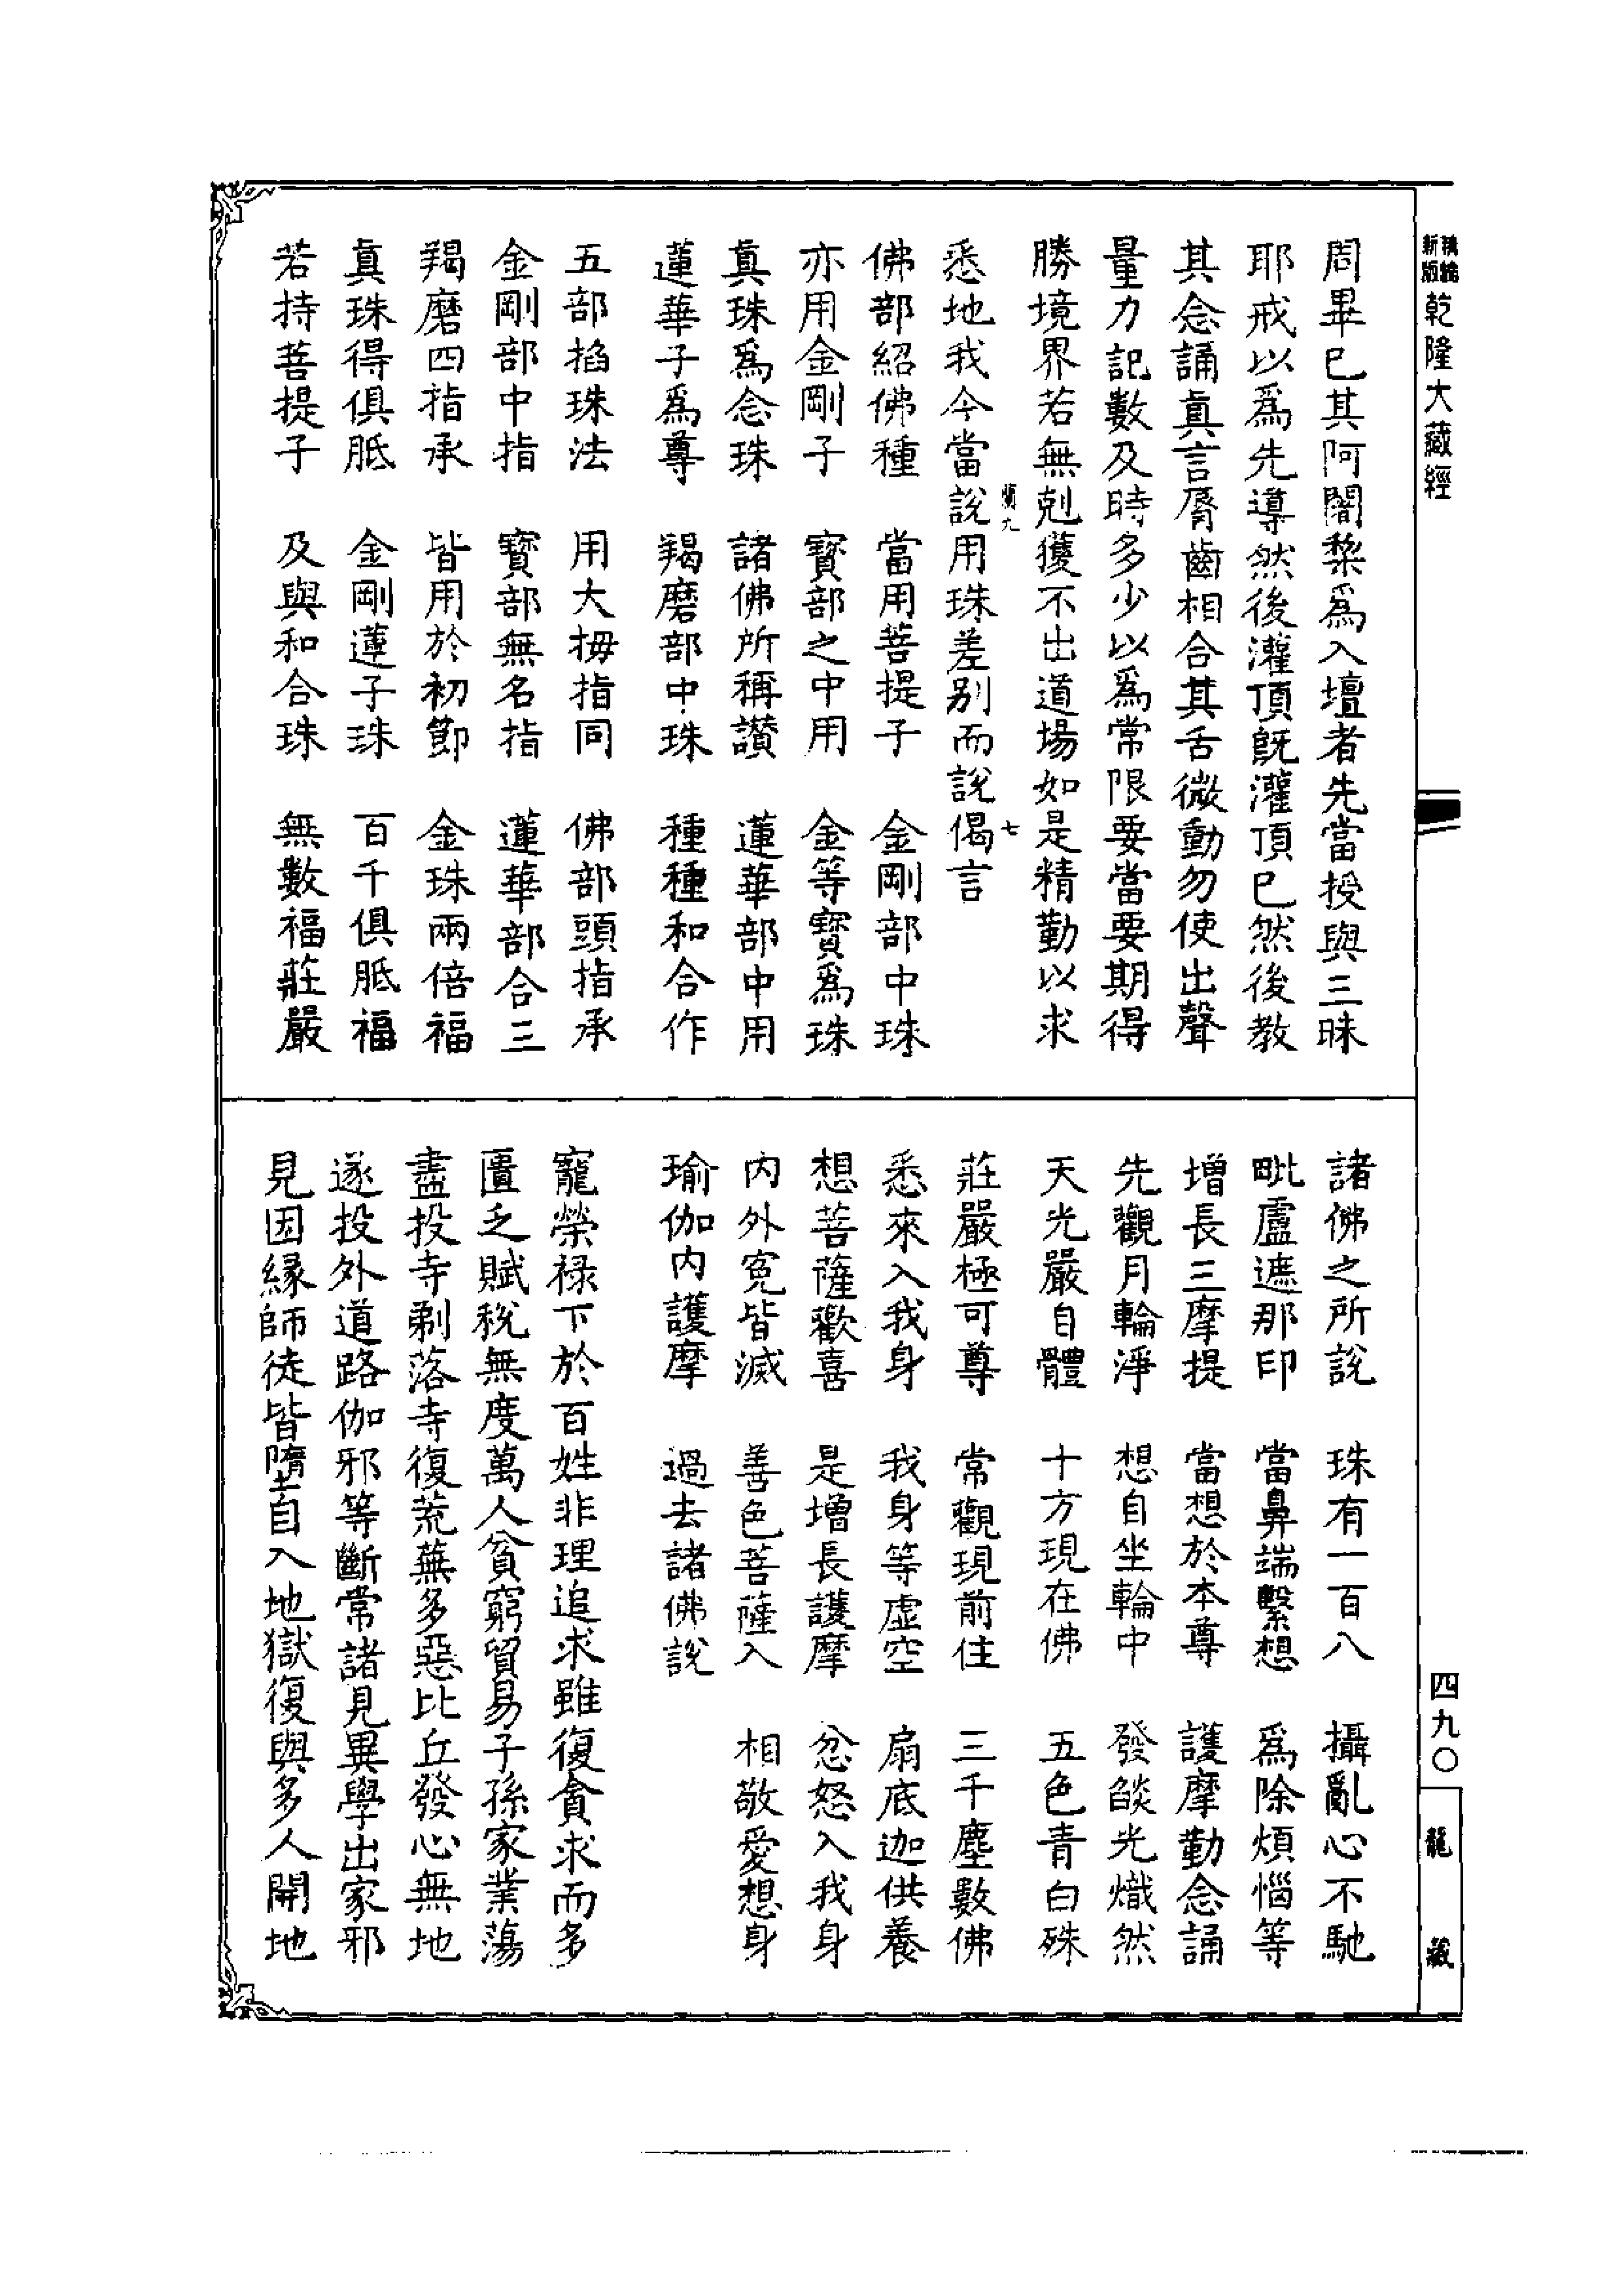 新版精縮乾隆大藏經
周畢已其阿闍棃爲入壇者先當授與三昧
耶戒以爲先導然後灌頂既灌頂已然後教
其念誦眞言脣齒相合其舌微動勿使出聲
量力記數及時多少以爲常限要當要期得
勝境界若無剋獲不出道場如是精勤以求
蘭九 七
悉地我今當說用珠差別而說偈言
佛部紹佛種 當用菩提子 金剛部中珠
亦用金剛子 寳部之中用 金等寳爲珠
真珠爲念珠 諸佛所稱讃 蓮華部中用
蓮華子爲尊 羯磨部中珠 種種和合作
五部掐珠法 用大拇指同 佛部頭指承
金剛部中指 寳部無名指 蓮華部合三
羯磨四指承 皆用於初節 金珠兩倍福
真珠得俱胝 金剛蓮子珠 百千俱胝福
若持菩提子 及與和合珠 無數福莊嚴
諸佛之所說 珠有一百八 攝亂心不馳
毗盧遮那印 當鼻端繫想 爲除煩惱等
增長三摩提 當想於本尊 護摩勤念誦
先觀月輪淨 想自坐輪中 發燄光熾然
天光嚴自體 十方現在佛 五色青白殊
莊嚴極可尊 常觀現前住 三千塵數佛
悉來入我身 我身等虛空 扇底迦供養
想菩薩歡喜 是增長護摩 忿怒入我身
内外寃皆滅 善色菩薩入 相敬愛想身
瑜伽内護摩 過去諸佛說
寵榮禄下於百姓非理追求雖復貪求而多
匱乏賦稅無度萬人貧窮貿易子孫家業蕩
盡投寺剃落寺復荒蕪多惡比丘發心無地
遂投外道路伽邪等斷常諸見異學出家邪
見因緣師徒皆墮自入地獄復與多人開地
四九〇
龍藏